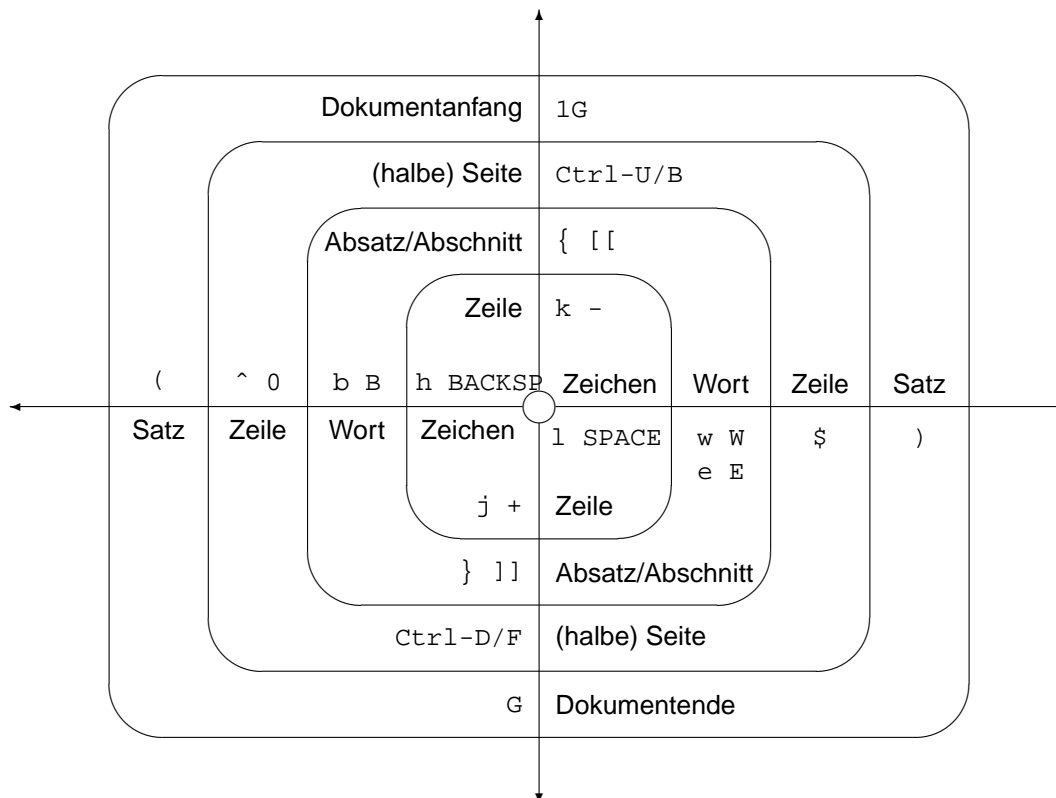 Dokumentanfang 1G
(halbe) Seite Ctrl-U/B
Absatz/Abschnitt { [[
Zeile k -
( ^ 0 b B h BACKSP Zeichen Wort Zeile Satz
Satz Zeile Wort Zeichen l SPACE w W $ )
e E
j + Zeile
} ]] Absatz/Abschnitt
Ctrl-D/F (halbe) Seite
G Dokumentende